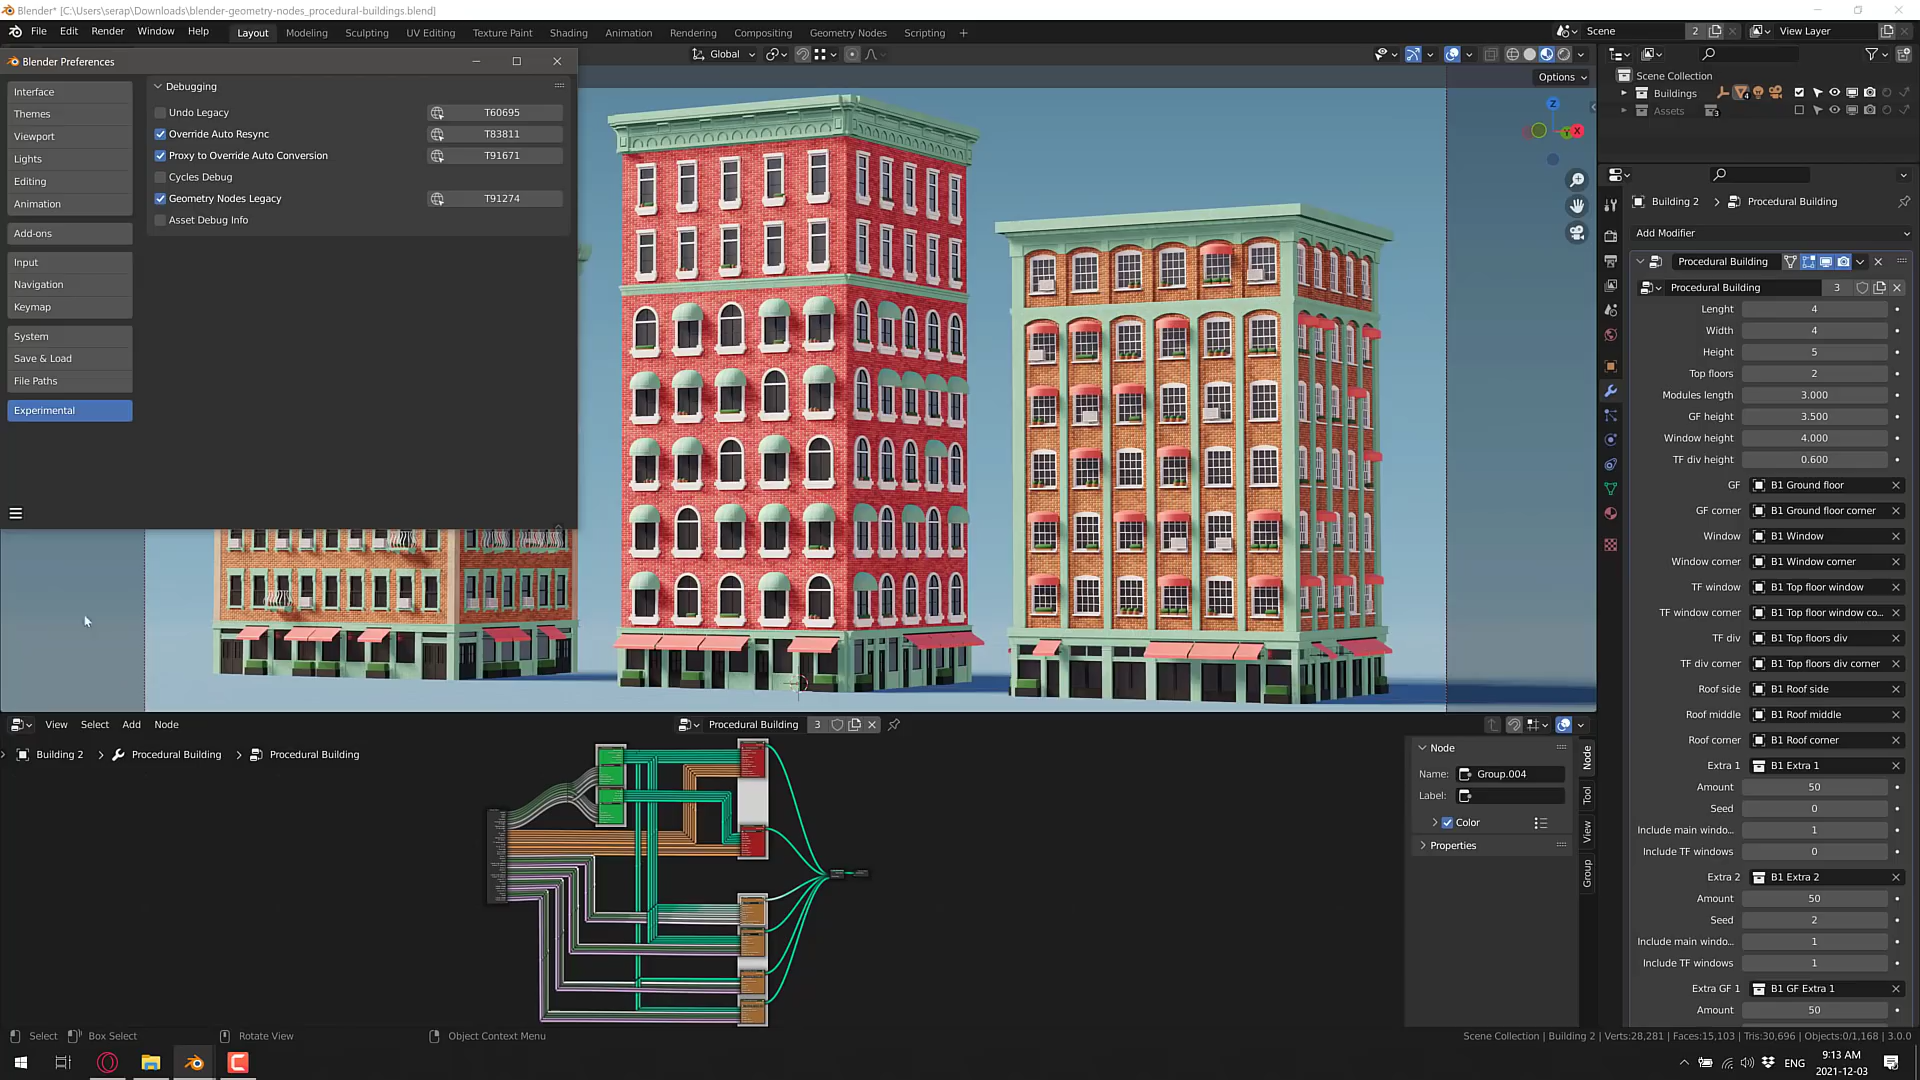 Blender* [C:\Users\serap\Downloads\blender-geometry-nodes_procedural-buildings.blend]
File Edit Render Window Help Layout Modeling Sculpting UV Editing Texture Paint Shading Animation Rendering Compositing Geometry Nodes Scripting + Scene 2 View Layer
Global
Options
Blender Preferences
Interface
Themes
Viewport
Lights
Editing
Animation
Add-ons
Input
Navigation
Keymap
System
Save & Load
File Paths
Experimental
Debugging
Undo Legacy T60695
Override Auto Resync T83811
Proxy to Override Auto Conversion T91671
Cycles Debug
Geometry Nodes Legacy T91274
Asset Debug Info
Z
Y
X
Scene Collection
Buildings 4
Assets 3
Building 2 > Procedural Building
Add Modifier
Procedural Building
Procedural Building 3
Lenght 4
Width 4
Height 5
Top floors 2
Modules length 3.000
GF height 3.500
Window height 4.000
TF div height 0.600
GF B1 Ground floor
GF corner B1 Ground floor corner
Window B1 Window
Window corner B1 Window corner
TF window B1 Top floor window
TF window corner B1 Top floor window co...
TF div B1 Top floors div
TF div corner B1 Top floors div corner
Roof side B1 Roof side
Roof middle B1 Roof middle
Roof corner B1 Roof corner
Extra 1 B1 Extra 1
Amount 50
Seed 0
Include main windo... 1
Include TF windows 0
Extra 2 B1 Extra 2
Amount 50
Seed 2
Include main windo... 1
Include TF windows 1
Extra GF 1 B1 GF Extra 1
Amount 50
View Select Add Node Procedural Building 3
Building 2 > Procedural Building > Procedural Building
Node
Name: Group.004
Label:
Color
Properties
Node
Tool
View
Group
Select Box Select Rotate View Object Context Menu
Scene Collection | Building 2 | Verts:28,281 | Faces:15,103 | Tris:30,696 | Objects:0/1,168 | 3.0.0
ENG
9:13 AM
2021-12-03